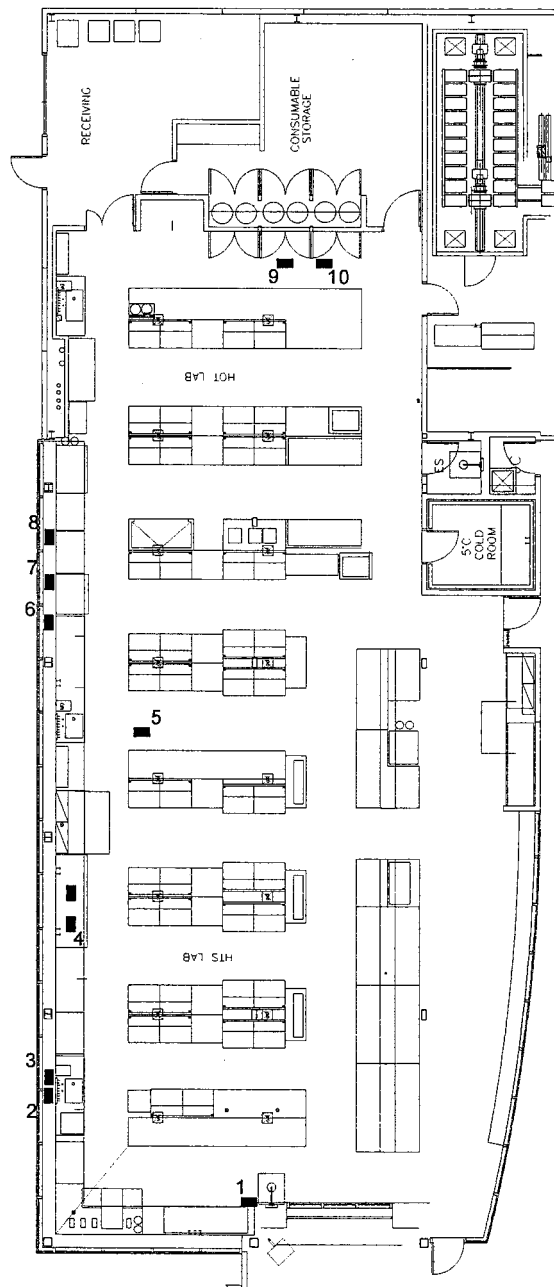 RECEIVING
CONSUMABLE
STORAGE
9
10
HOT LAB
ES
C
8
7
6
5°C
COLD
ROOM
5
4
HTS LAB
3
2
1